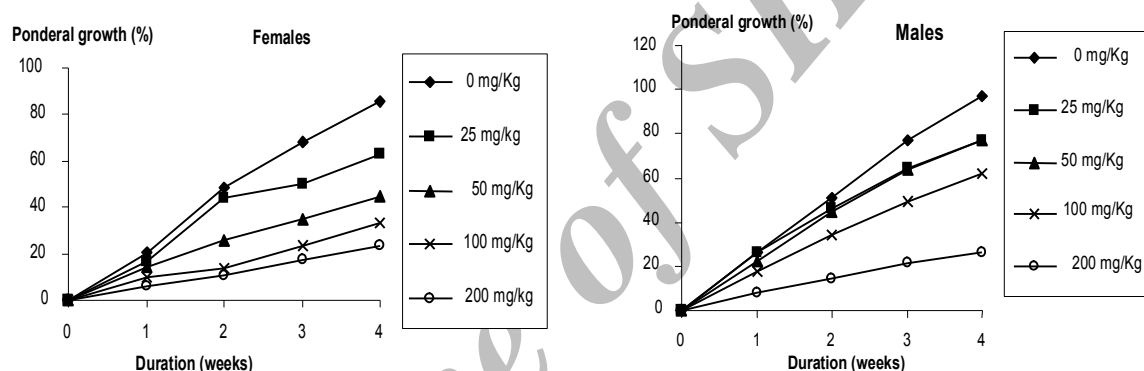 Ponderal growth (%)
Females
100
80
60
40
20
0
0 1 2 3 4
Duration (weeks)
0 mg/Kg
25 mg/kg
50 mg/Kg
100 mg/Kg
200 mg/kg
Ponderal growth (%)
Males
120
100
80
60
40
20
0
0 1 2 3 4
Duration (weeks)
0 mg/Kg
25 mg/Kg
50 mg/Kg
100 mg/Kg
200 mg/Kg
of